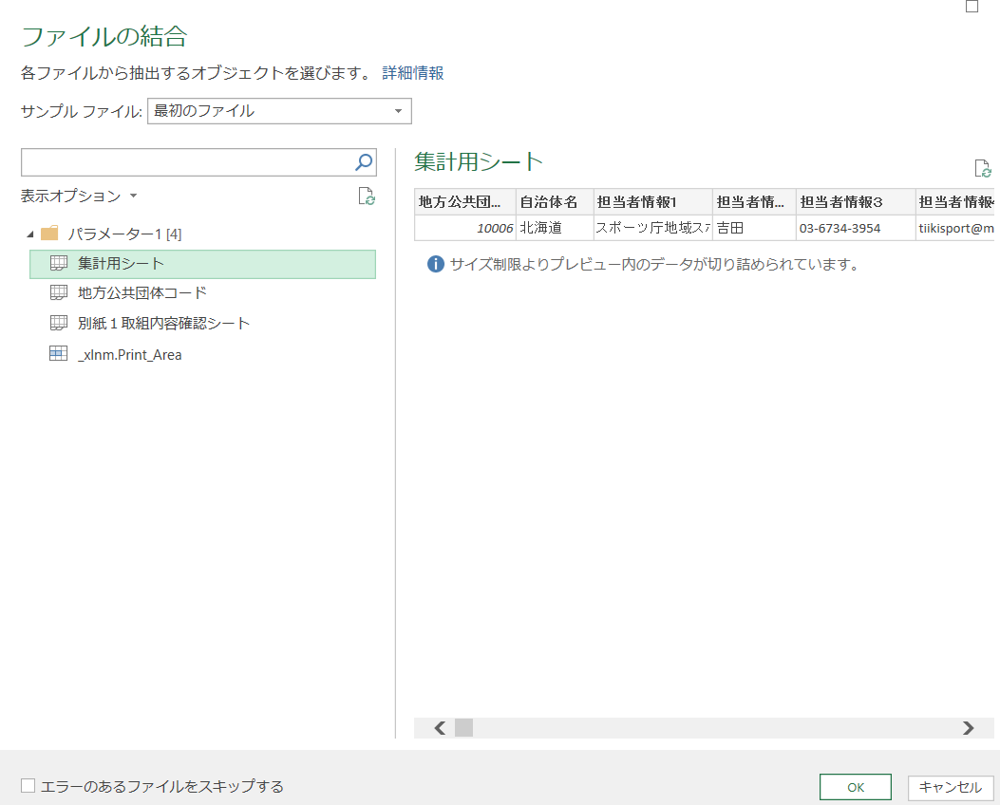 ファイルの結合
各ファイルから抽出するオブジェクトを選びます。 詳細情報
サンプル ファイル: 最初のファイル
表示オプション
パラメーター1 [4]
集計用シート
地方公共団体コード
別紙１取組内容確認シート
_xlnm.Print_Area
集計用シート
地方公共団... 自治体名 担当者情報1 担当者情... 担当者情報3 担当者情報
10006 北海道 スポーツ庁地域ス 吉田 03-6734-3954 tiikisport@m
サイズ制限よりプレビュー内のデータが切り詰められています。
エラーのあるファイルをスキップする
OK キャンセル